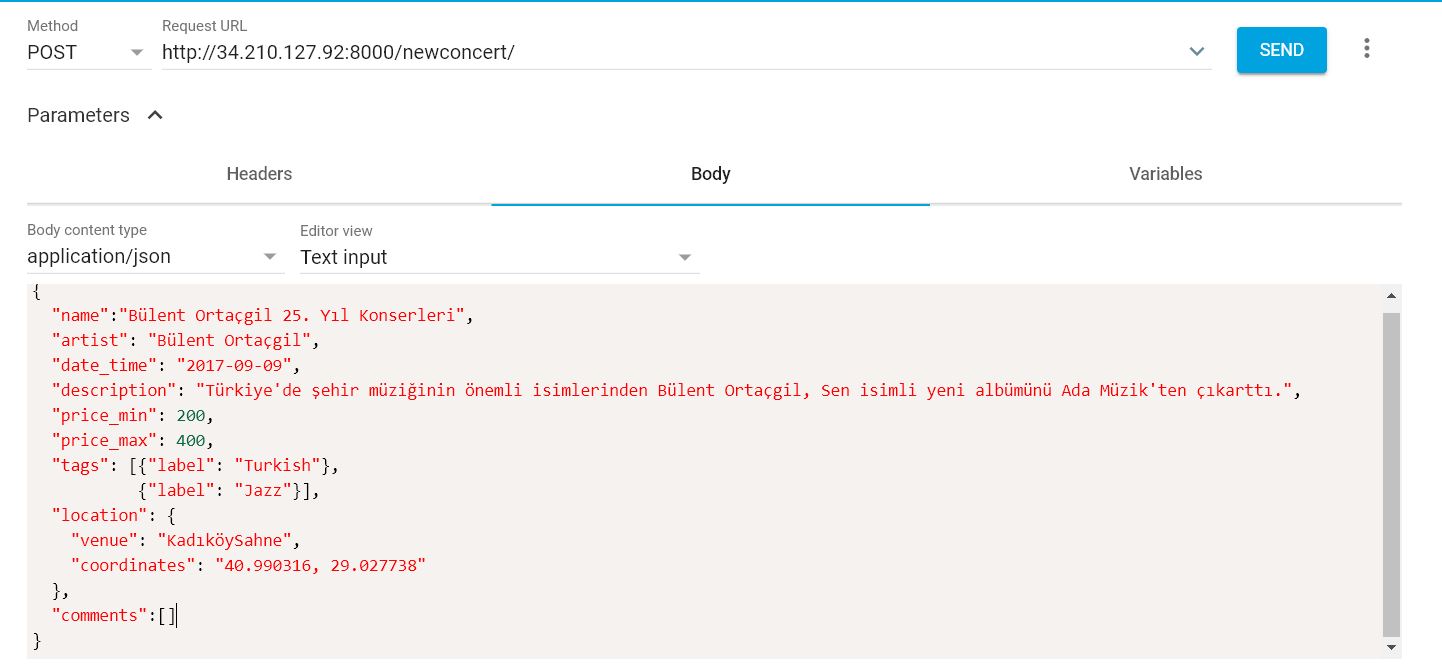 Method
Request URL
POST
http://34.210.127.92:8000/newconcert/
SEND
Parameters
Headers
Body
Variables
Body content type
Editor view
application/json
Text input
{
"name":"Bülent Ortaçgil 25. Yıl Konserleri",
"artist": "Bülent Ortaçgil",
"date_time": "2017-09-09",
"description": "Türkiye'de şehir müziğinin önemli isimlerinden Bülent Ortaçgil, Sen isimli yeni albümünü Ada Müzik'ten çıkarttı.",
"price_min": 200,
"price_max": 400,
"tags": [{"label": "Turkish"},
{"label": "Jazz"}],
"location": {
"venue": "KadıköySahne",
"coordinates": "40.990316, 29.027738"
},
"comments":[]
}